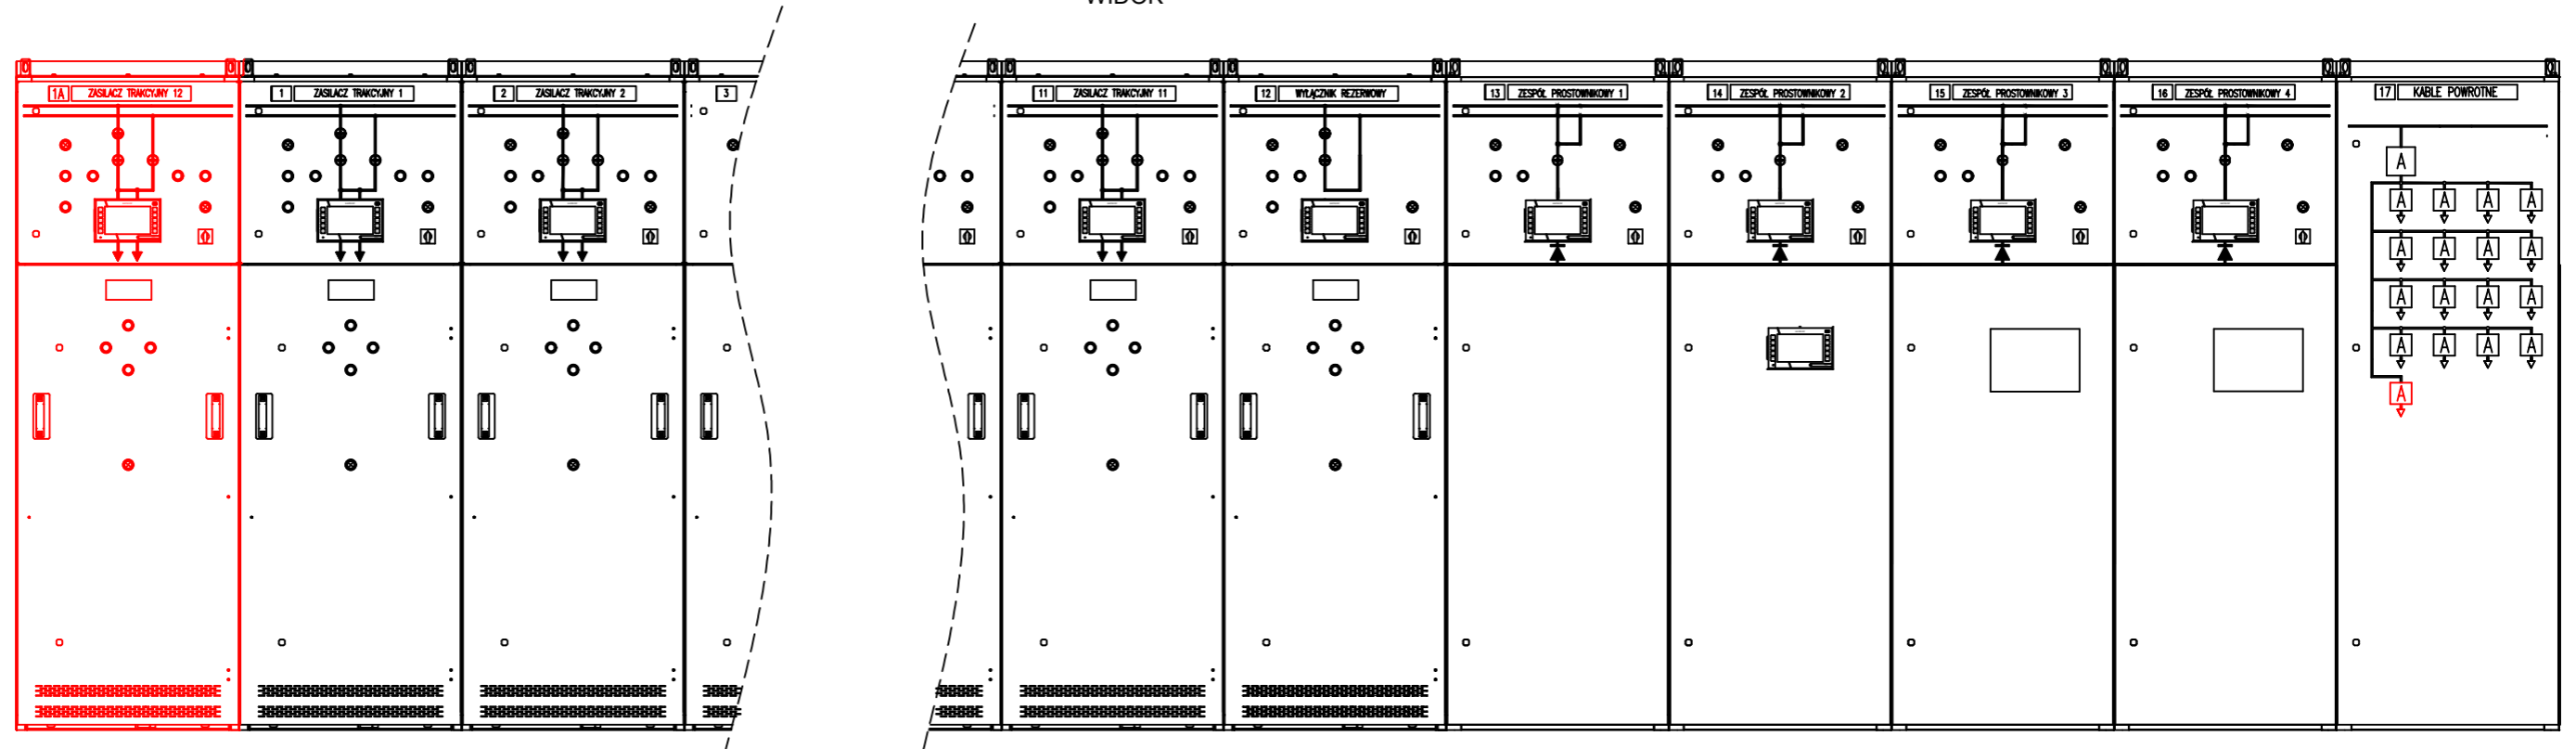 WIDOK
1A ZASILACZ TRAKCYJNY 12
1 ZASILACZ TRAKCYJNY 1
2 ZASILACZ TRAKCYJNY 2
3
11 ZASILACZ TRAKCYJNY 11
12 WYŁĄCZNIK REZERWOWY
13 ZESPÓŁ PROSTOWNIKOWY 1
14 ZESPÓŁ PROSTOWNIKOWY 2
15 ZESPÓŁ PROSTOWNIKOWY 3
16 ZESPÓŁ PROSTOWNIKOWY 4
17 KABLE POWROTNE
A
A A A A
A A A A
A A A A
A A A A
A